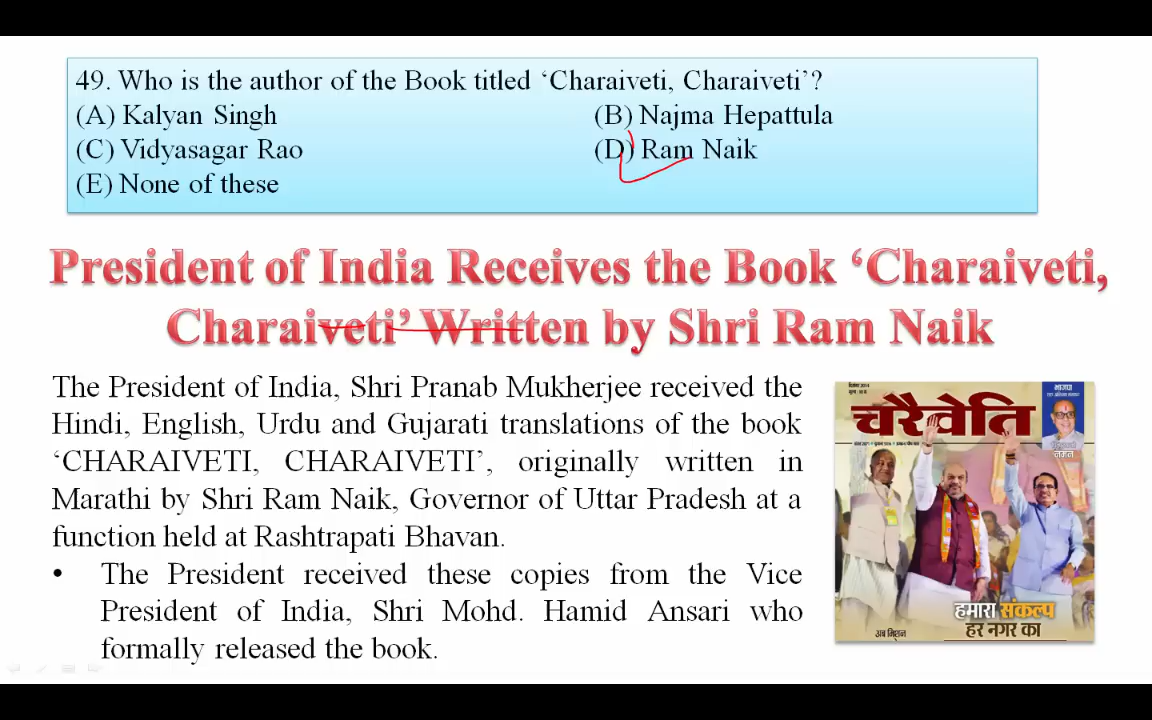 49. Who is the author of the Book titled ‘Charaiveti, Charaiveti’?
(A) Kalyan Singh (B) Najma Hepattula
(C) Vidyasagar Rao (D) Ram Naik
(E) None of these
President of India Receives the Book ‘Charaiveti,
Charaiveti’ Written by Shri Ram Naik
The President of India, Shri Pranab Mukherjee received the
Hindi, English, Urdu and Gujarati translations of the book
‘CHARAIVETI, CHARAIVETI’, originally written in
Marathi by Shri Ram Naik, Governor of Uttar Pradesh at a
function held at Rashtrapati Bhavan.
• The President received these copies from the Vice
President of India, Shri Mohd. Hamid Ansari who
formally released the book.
चरैवेति
भाजपा
नमन
हमारा संकल्प
हर नगर का